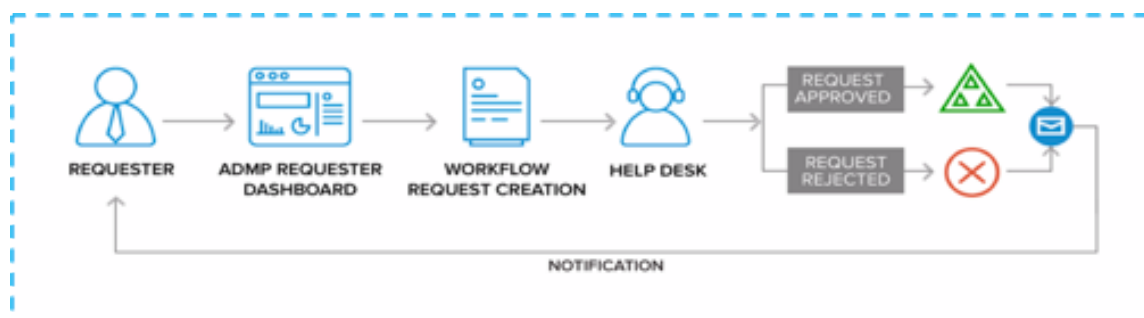 REQUESTER
ADMP REQUESTER
DASHBOARD
WORKFLOW
REQUEST CREATION
HELP DESK
REQUEST
APPROVED
REQUEST
REJECTED
NOTIFICATION